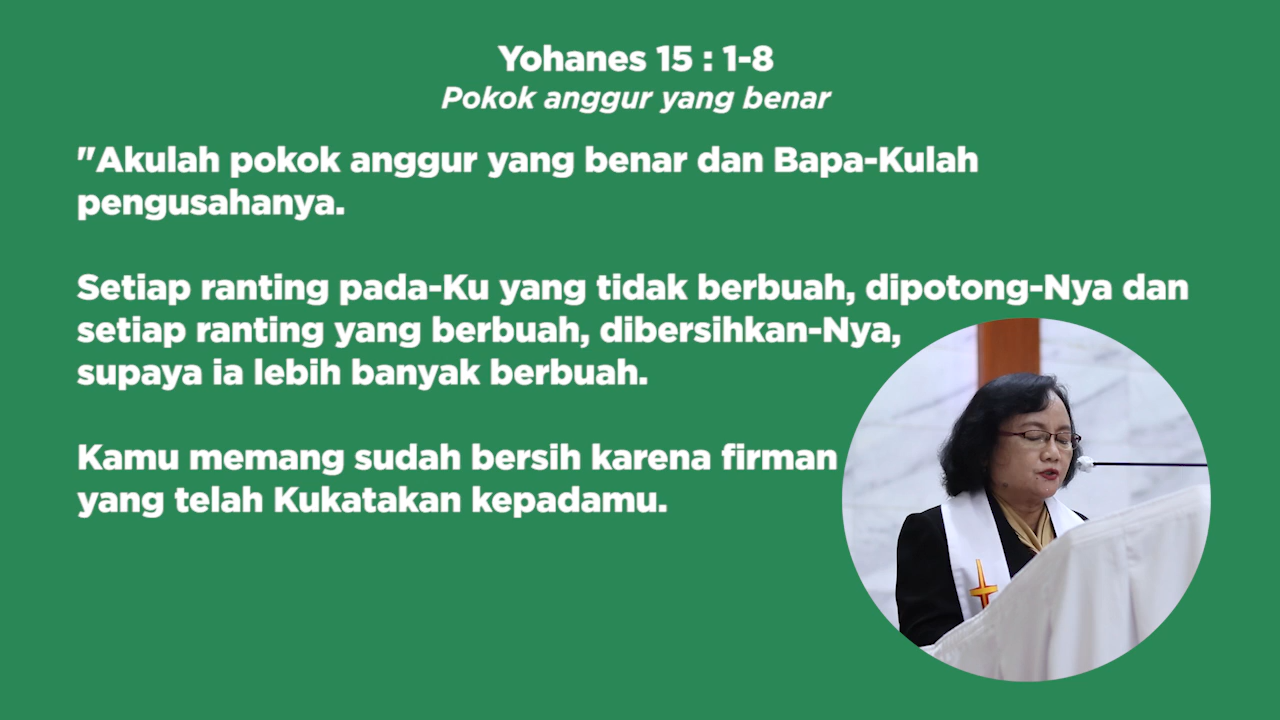 Yohanes 15 : 1-8
Pokok anggur yang benar
"Akulah pokok anggur yang benar dan Bapa-Kulah
pengusahanya.
Setiap ranting pada-Ku yang tidak berbuah, dipotong-Nya dan
setiap ranting yang berbuah, dibersihkan-Nya,
supaya ia lebih banyak berbuah.
Kamu memang sudah bersih karena firman
yang telah Kukatakan kepadamu.